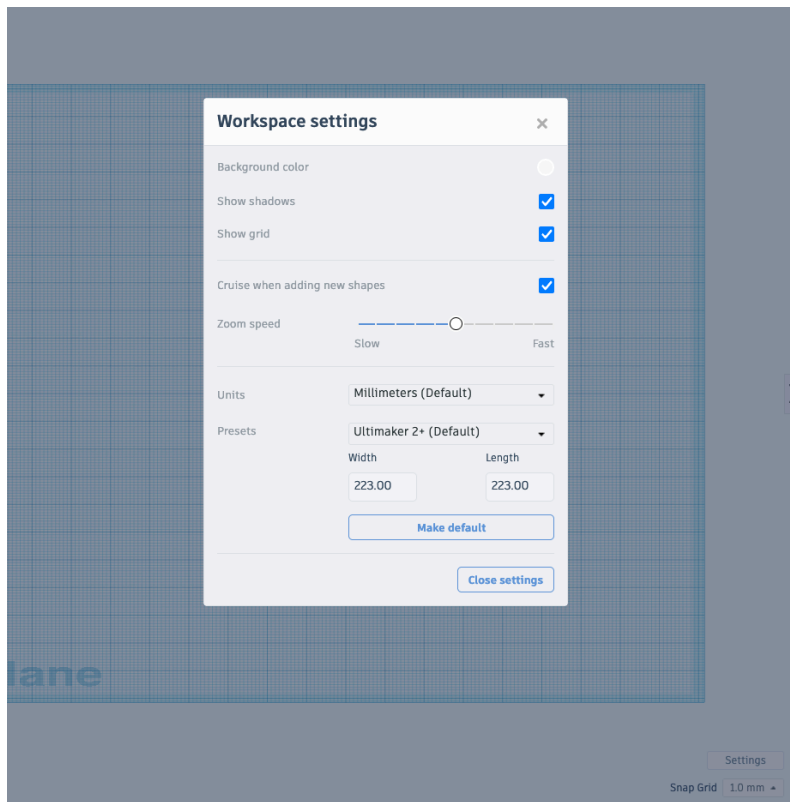 Workspace settings
Background color
Show shadows
Show grid
Cruise when adding new shapes
Zoom speed
Slow Fast
Units Millimeters (Default)
Presets Ultimaker 2+ (Default)
Width Length
223.00 223.00
Make default
Close settings
lane
Settings
Snap Grid 1.0 mm